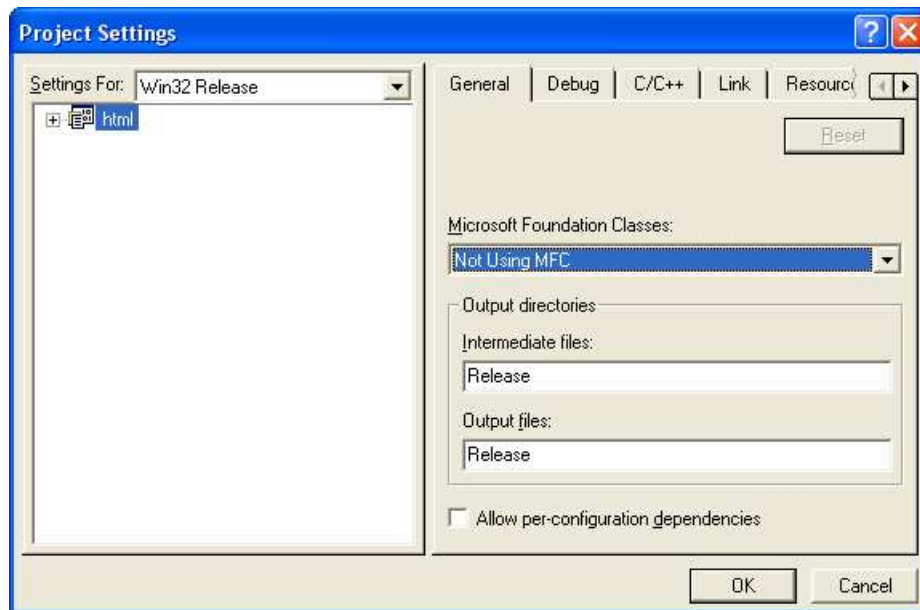 Project Settings
Settings For: Win32 Release
html
General Debug C/C++ Link
Reset
Microsoft Foundation Classes:
Not Using MFC
Output directories
Intermediate files:
Release
Output files:
Release
Allow per-configuration dependencies
OK Cancel